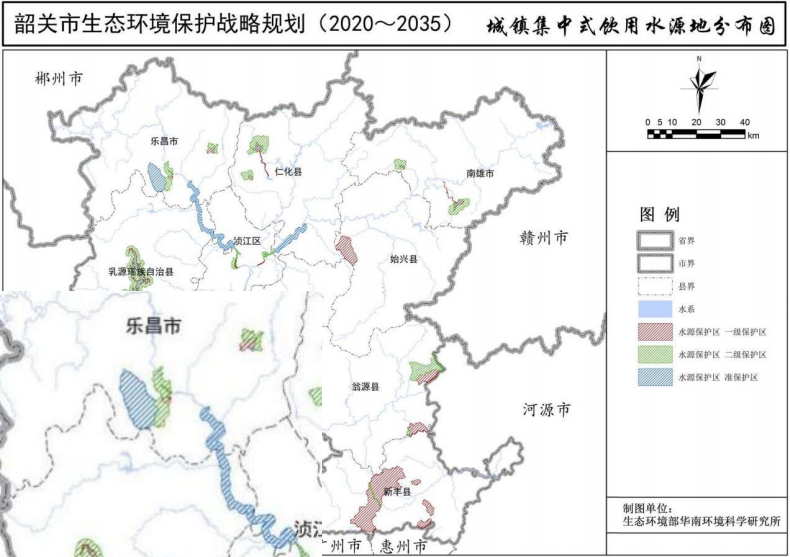 韶关市生态环境保护战略规划（2020～2035） 城镇集中式饮用水源地分布图
郴州市
N
0 5 10 20 30 40
km
乐昌市
仁化县
南雄市
图 例
赣州市
浈江区
始兴县
省界
乳源瑶族自治县
市界
县界
水系
乐昌市
水源保护区 一级保护区
水源保护区 二级保护区
水源保护区 准保护区
翁源县
河源市
新丰县
浈江
制图单位：
生态环境部华南环境科学研究所
州市
惠州市